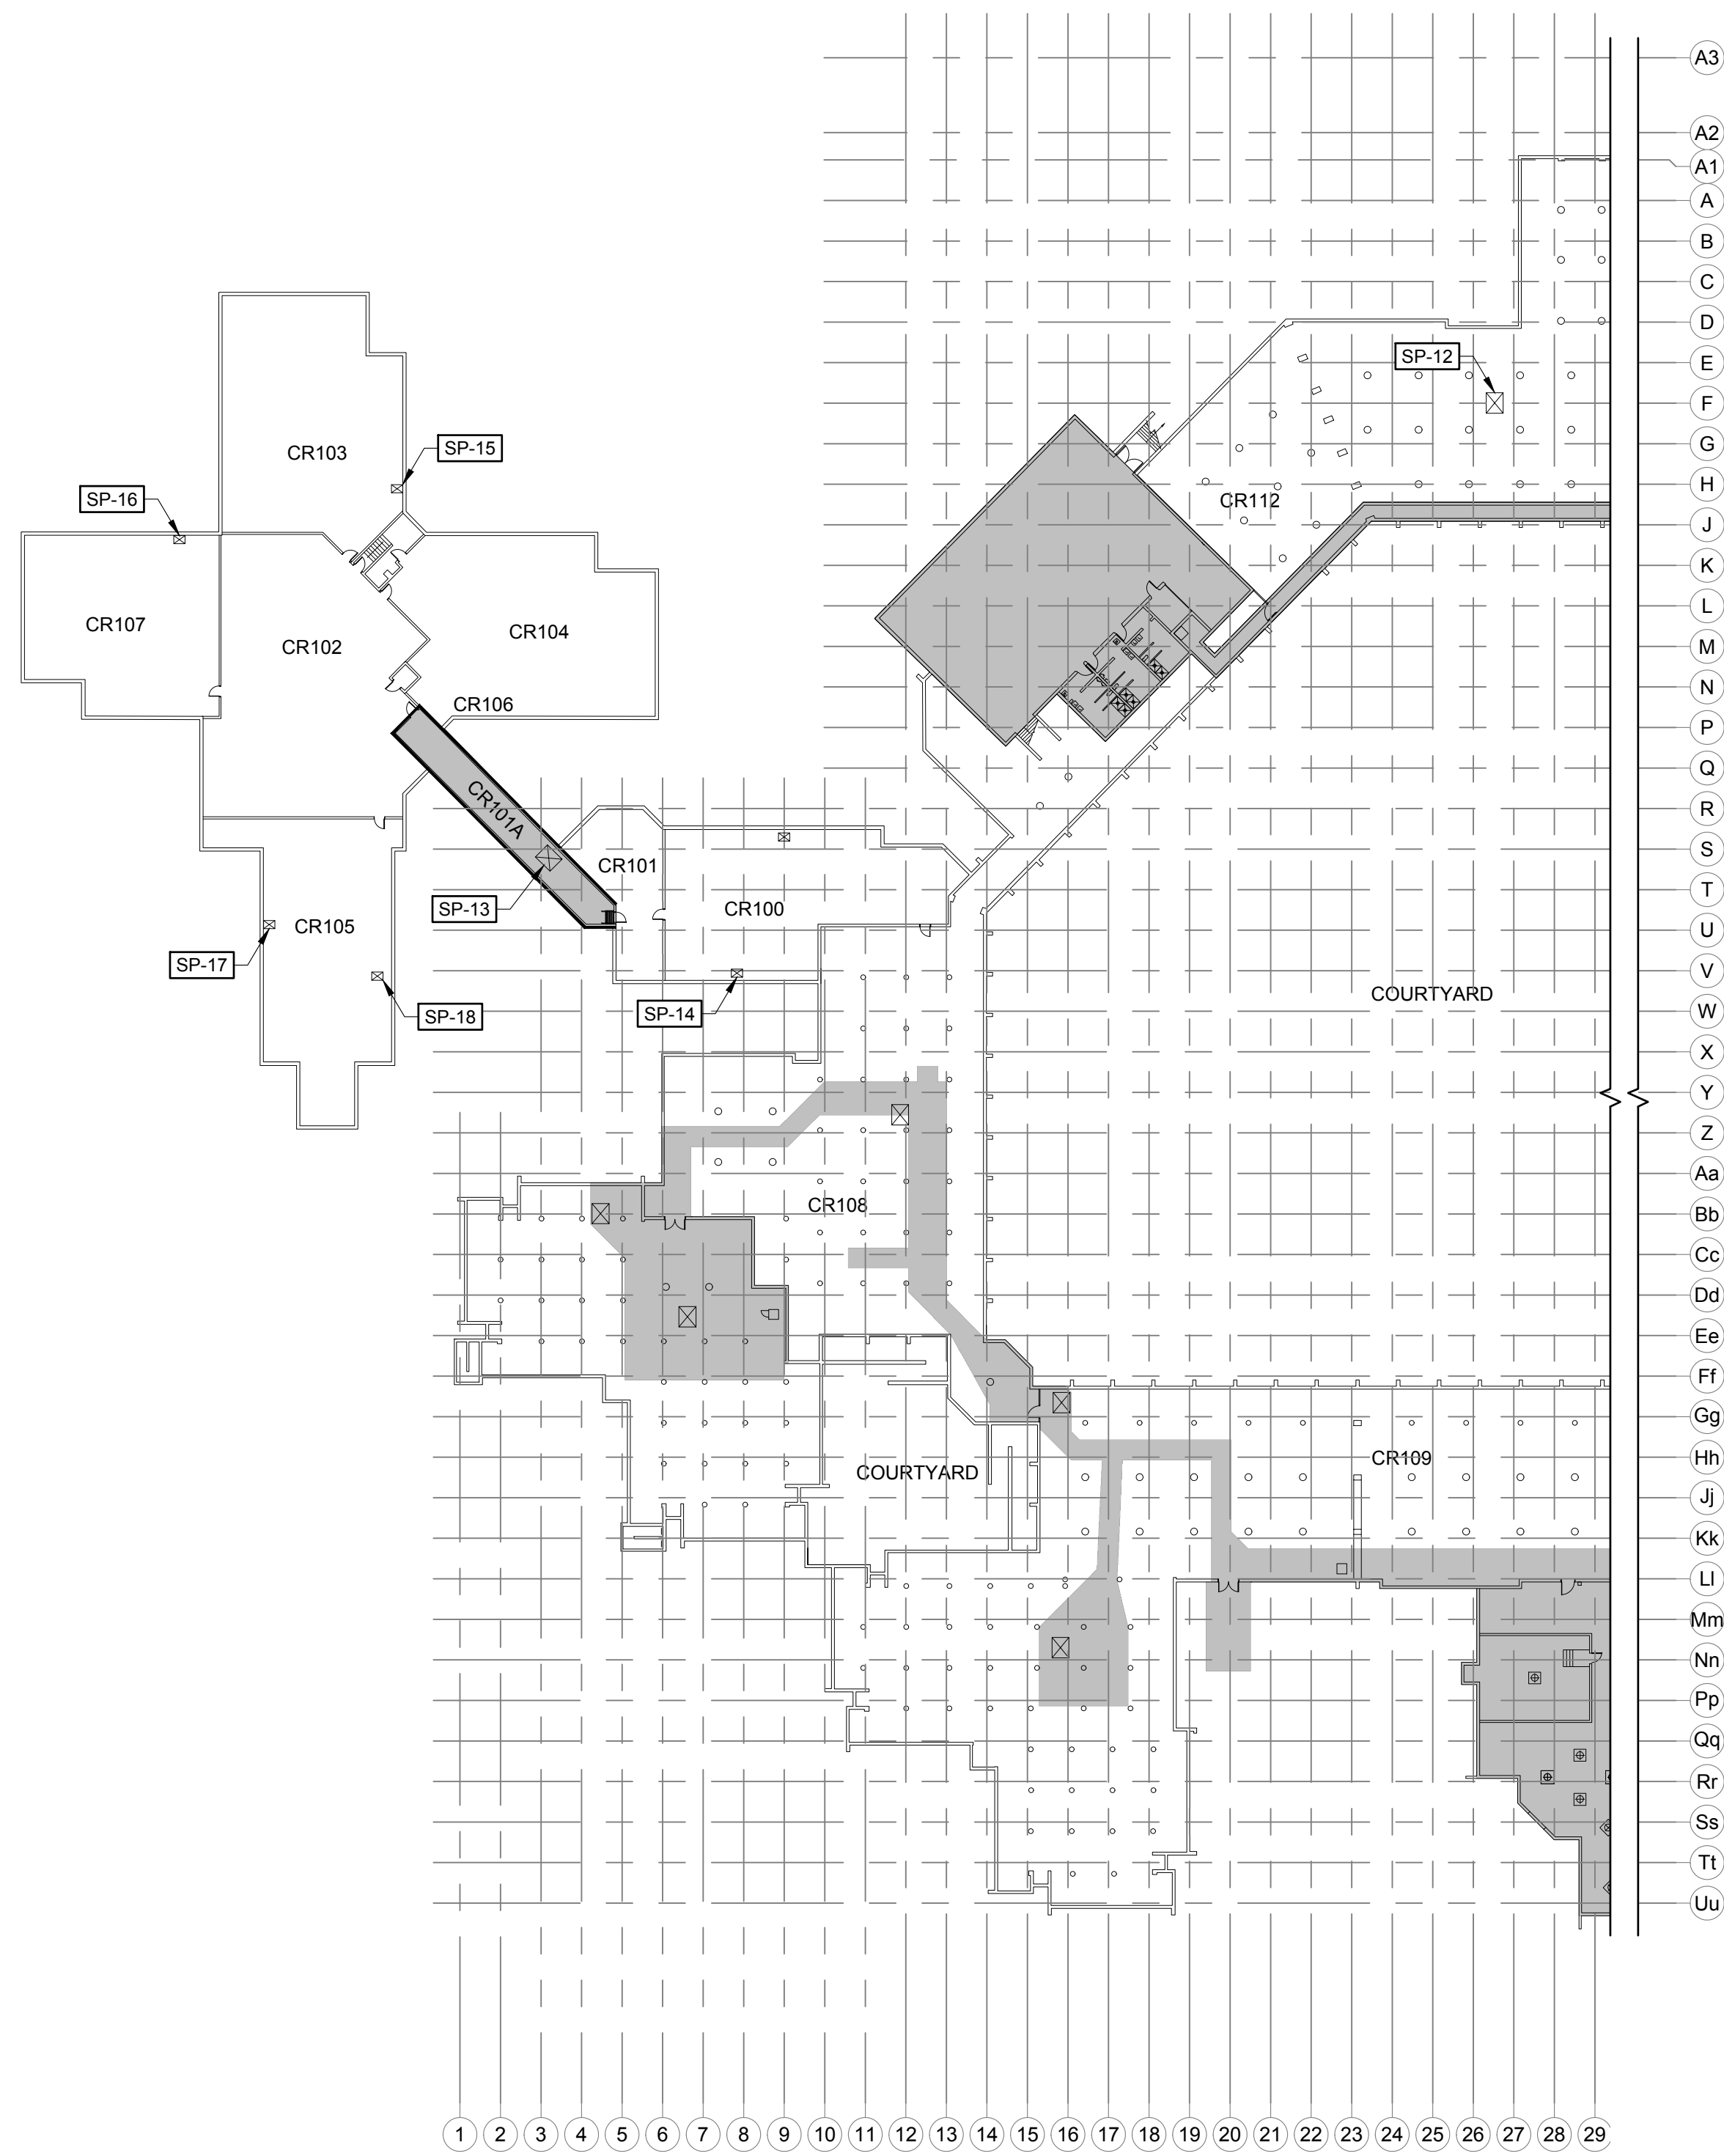 A3
A2
A1
A
B
C
D
SP-12
E
F
CR103
SP-15
G
SP-16
CR112
H
J
K
CR107
CR102
CR104
L
M
CR106
N
P
Q
CR101A
R
CR101
S
SP-13
CR100
T
CR105
SP-17
U
SP-18
SP-14
COURTYARD
V
W
X
Y
Z
Aa
CR108
Bb
Cc
Dd
Ee
Ff
Gg
COURTYARD
CR109
Hh
Jj
Kk
Ll
Mm
Nn
Pp
Qq
Rr
Ss
Tt
Uu
1 2 3 4 5 6 7 8 9 10 11 12 13 14 15 16 17 18 19 20 21 22 23 24 25 26 27 28 29